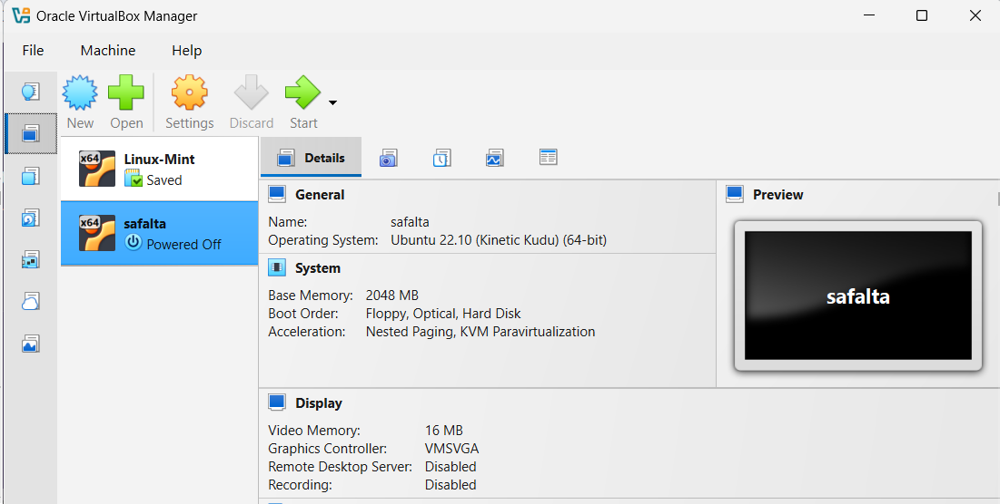 Oracle VirtualBox Manager
File Machine Help
New Open Settings Discard Start
x64 Linux-Mint
Saved
x64 safalta
Powered Off
Details
General
Name: safalta
Operating System: Ubuntu 22.10 (Kinetic Kudu) (64-bit)
System
Base Memory: 2048 MB
Boot Order: Floppy, Optical, Hard Disk
Acceleration: Nested Paging, KVM Paravirtualization
Preview
safalta
Display
Video Memory: 16 MB
Graphics Controller: VMSVGA
Remote Desktop Server: Disabled
Recording: Disabled